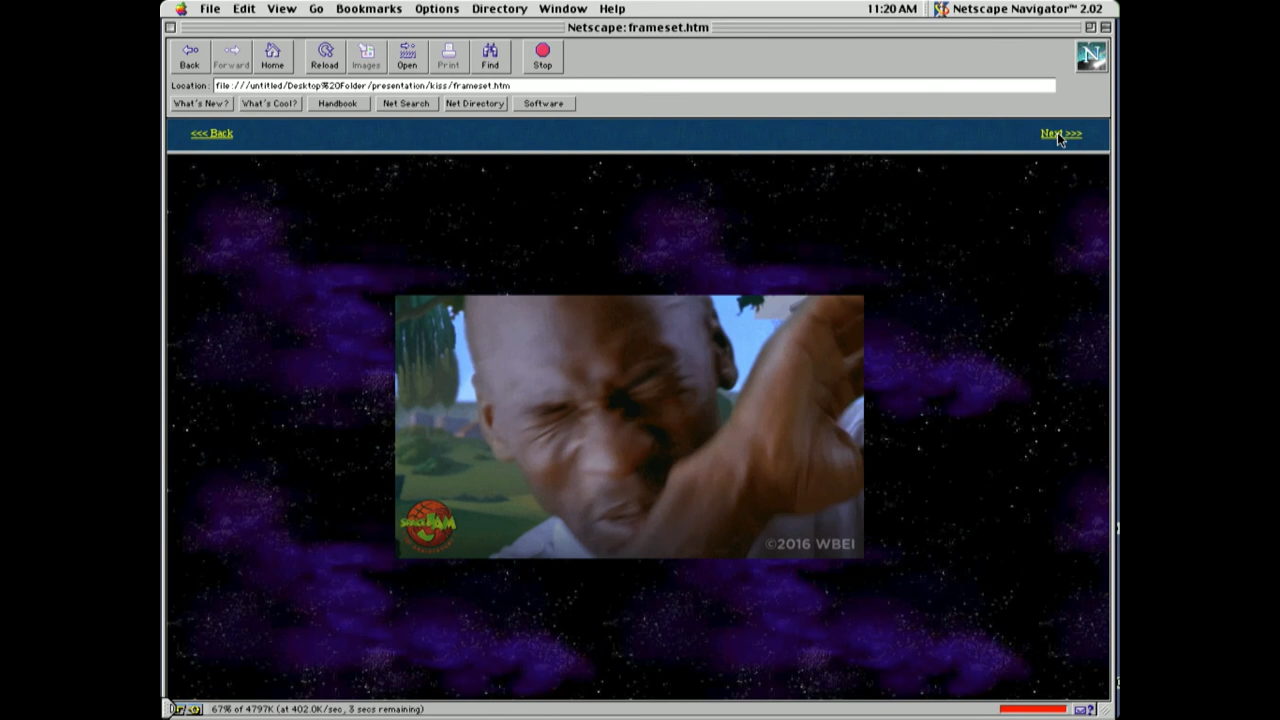 File Edit View Go Bookmarks Options Directory Window Help 11:20 AM Netscape Navigator™ 2.02
Netscape: frameset.htm
Back Forward Home Reload Images Open Print Find Stop
N
Location: file:///untitled/Desktop%20Folder/presentation/kiss/frameset.htm
What's New? What's Cool? Handbook Net Search Net Directory Software
<<< Back Next >>>
SPACE JAM
©2016 WBEI
67% of 4797K (at 402.0K/sec, 3 secs remaining)